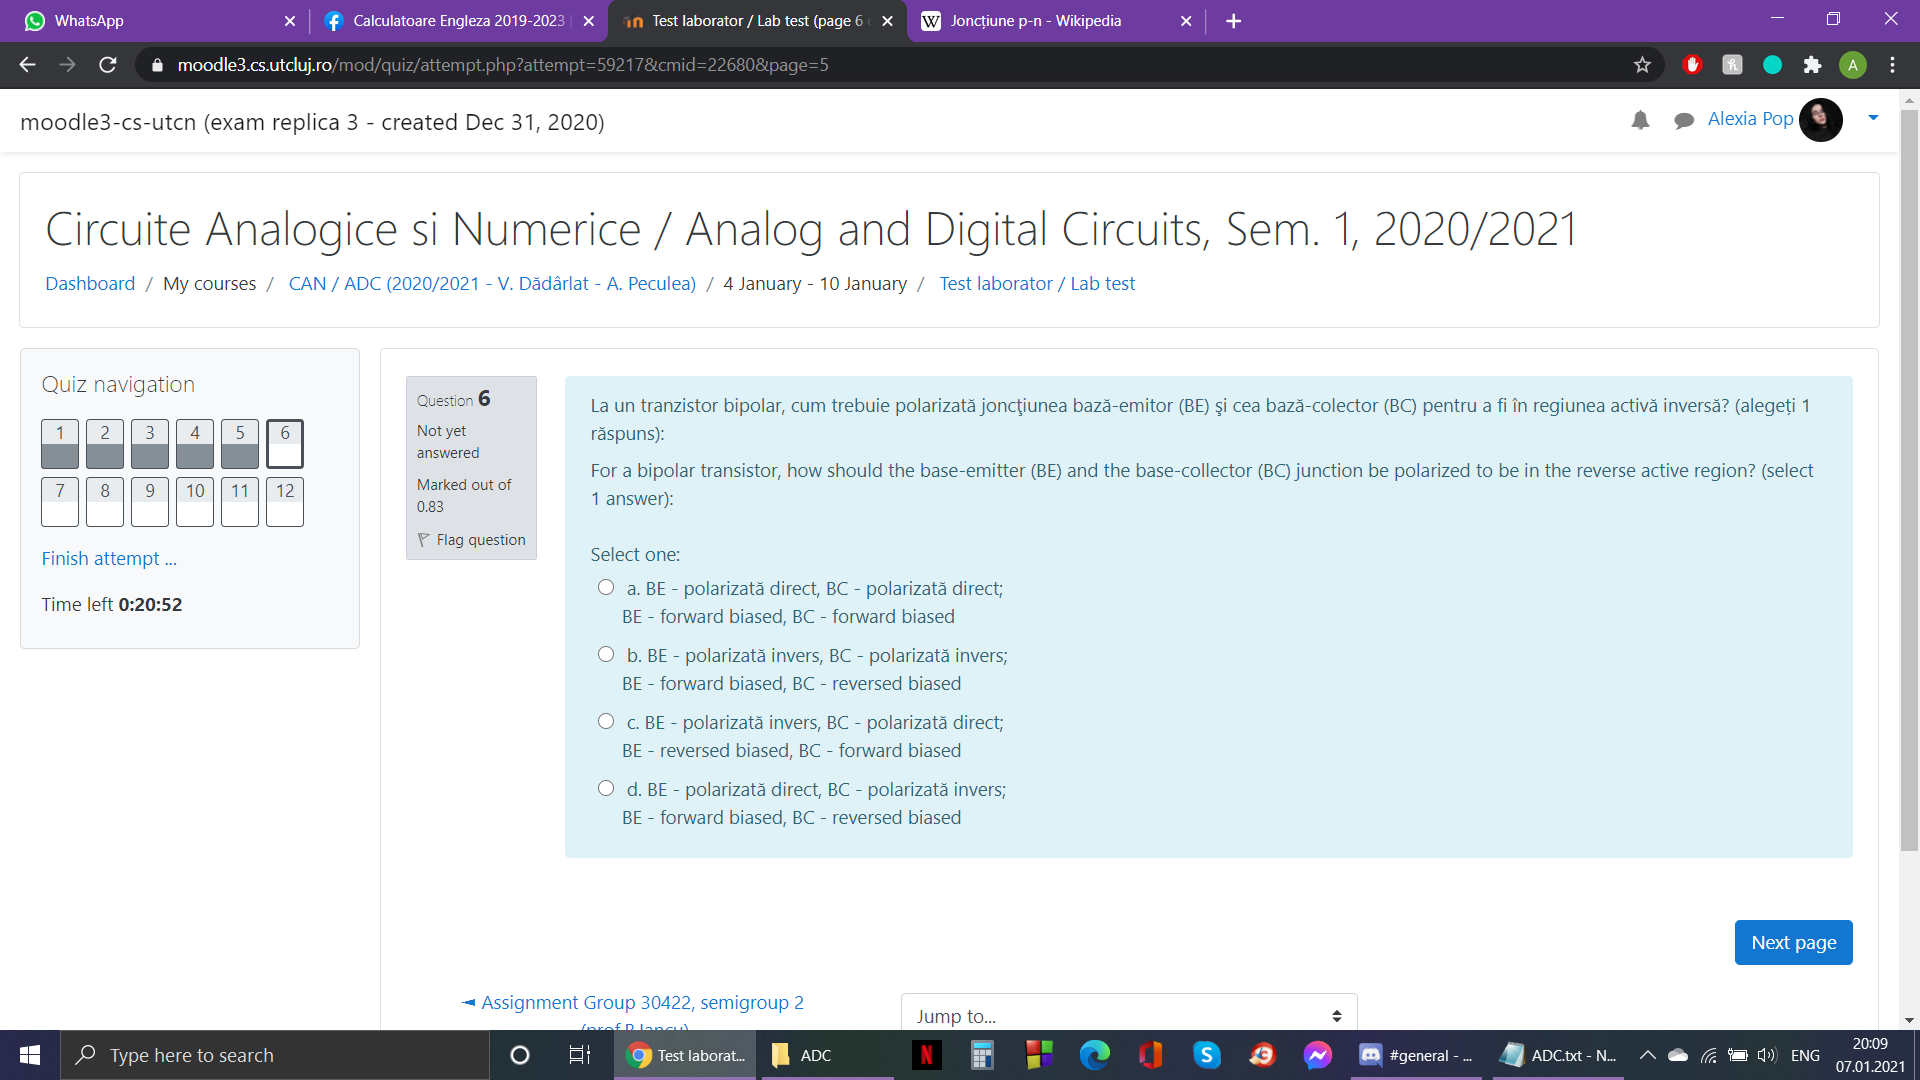 WhatsApp
Calculatoare Engleza 2019-2023
Test laborator / Lab test (page 6
Joncțiune p-n - Wikipedia
moodle3.cs.utcluj.ro/mod/quiz/attempt.php?attempt=59217&cmid=22680&page=5
A
moodle3-cs-utcn (exam replica 3 - created Dec 31, 2020)
Alexia Pop
Circuite Analogice si Numerice / Analog and Digital Circuits, Sem. 1, 2020/2021
Dashboard / My courses / CAN / ADC (2020/2021 - V. Dădârlat - A. Peculea) / 4 January - 10 January / Test laborator / Lab test
Quiz navigation
1 2 3 4 5 6
7 8 9 10 11 12
Finish attempt ...
Time left 0:20:52
Question 6
Not yet
answered
Marked out of
0.83
Flag question
La un tranzistor bipolar, cum trebuie polarizată joncţiunea bază-emitor (BE) şi cea bază-colector (BC) pentru a fi în regiunea activă inversă? (alegeți 1
răspuns):
For a bipolar transistor, how should the base-emitter (BE) and the base-collector (BC) junction be polarized to be in the reverse active region? (select
1 answer):
Select one:
a. BE - polarizată direct, BC - polarizată direct;
BE - forward biased, BC - forward biased
b. BE - polarizată invers, BC - polarizată invers;
BE - forward biased, BC - reversed biased
c. BE - polarizată invers, BC - polarizată direct;
BE - reversed biased, BC - forward biased
d. BE - polarizată direct, BC - polarizată invers;
BE - forward biased, BC - reversed biased
Next page
◄ Assignment Group 30422, semigroup 2
Jump to...
Type here to search
Test laborat...
ADC
#general - ...
ADC.txt - N...
ENG
20:09
07.01.2021